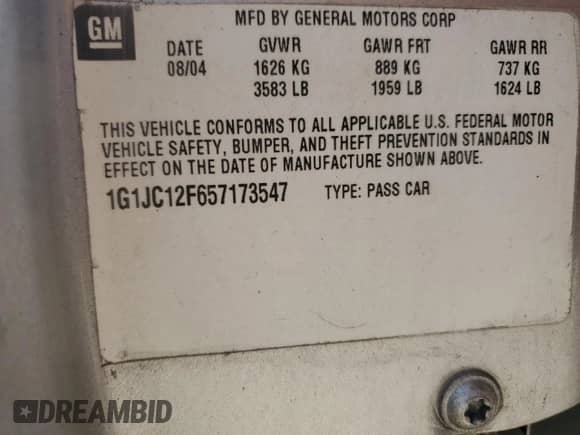 GM
MFD BY GENERAL MOTORS CORP
DATE GVWR GAWR FRT GAWR RR
08/04 1626 KG 889 KG 737 KG
3583 LB 1959 LB 1624 LB
THIS VEHICLE CONFORMS TO ALL APPLICABLE U.S. FEDERAL MOTOR
VEHICLE SAFETY, BUMPER, AND THEFT PREVENTION STANDARDS IN
EFFECT ON THE DATE OF MANUFACTURE SHOWN ABOVE.
1G1JC12F657173547 TYPE: PASS CAR
DREAMBID